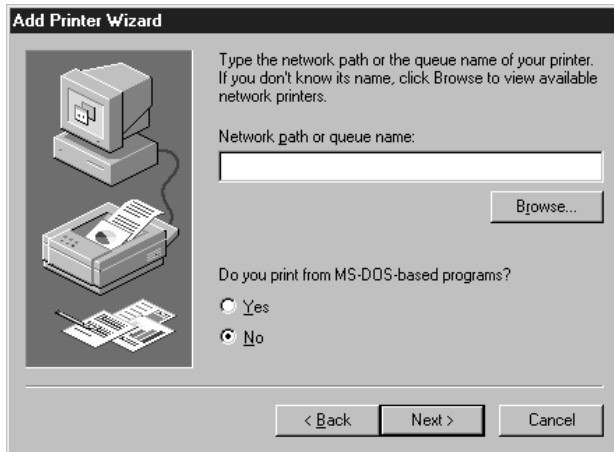 Add Printer Wizard
Type the network path or the queue name of your printer.
If you don't know its name, click Browse to view available
network printers.
Network path or queue name:
Browse...
Do you print from MS-DOS-based programs?
Yes
No
< Back
Next >
Cancel